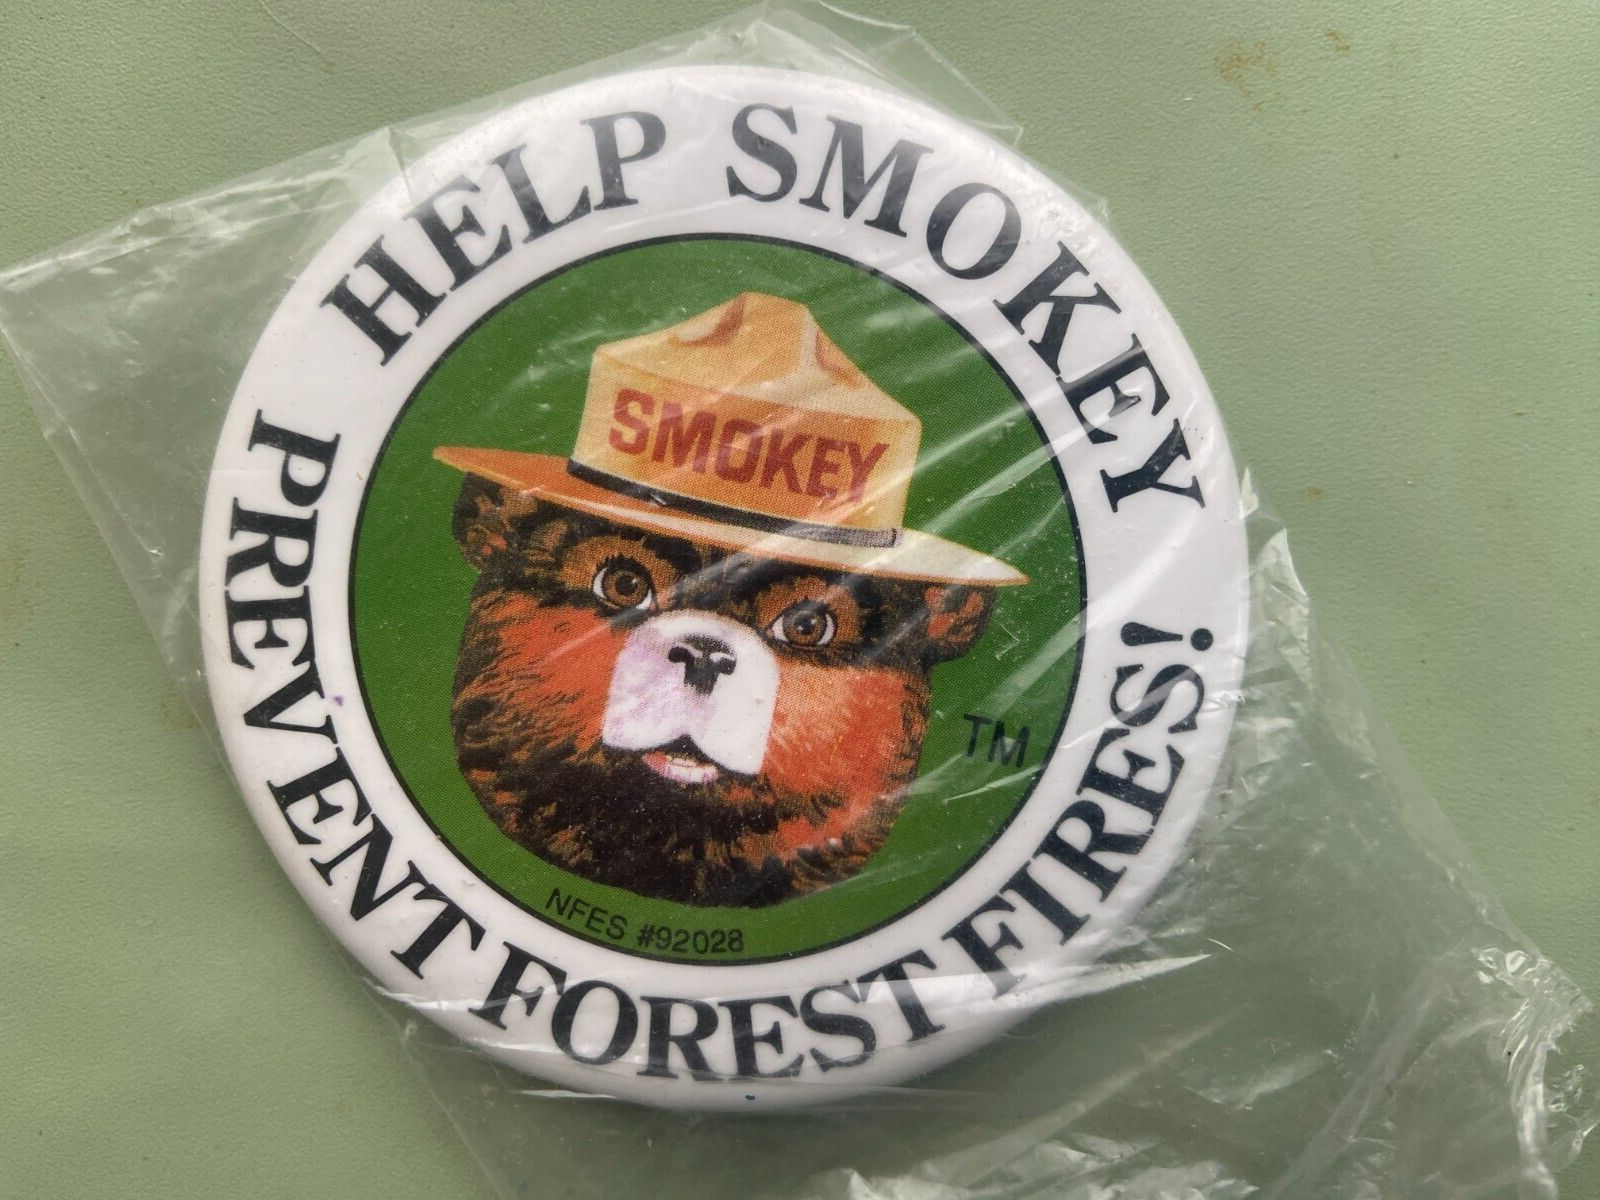 HELP SMOKEY
PREVENT FOREST FIRES!
SMOKEY
TM
NFES #92028